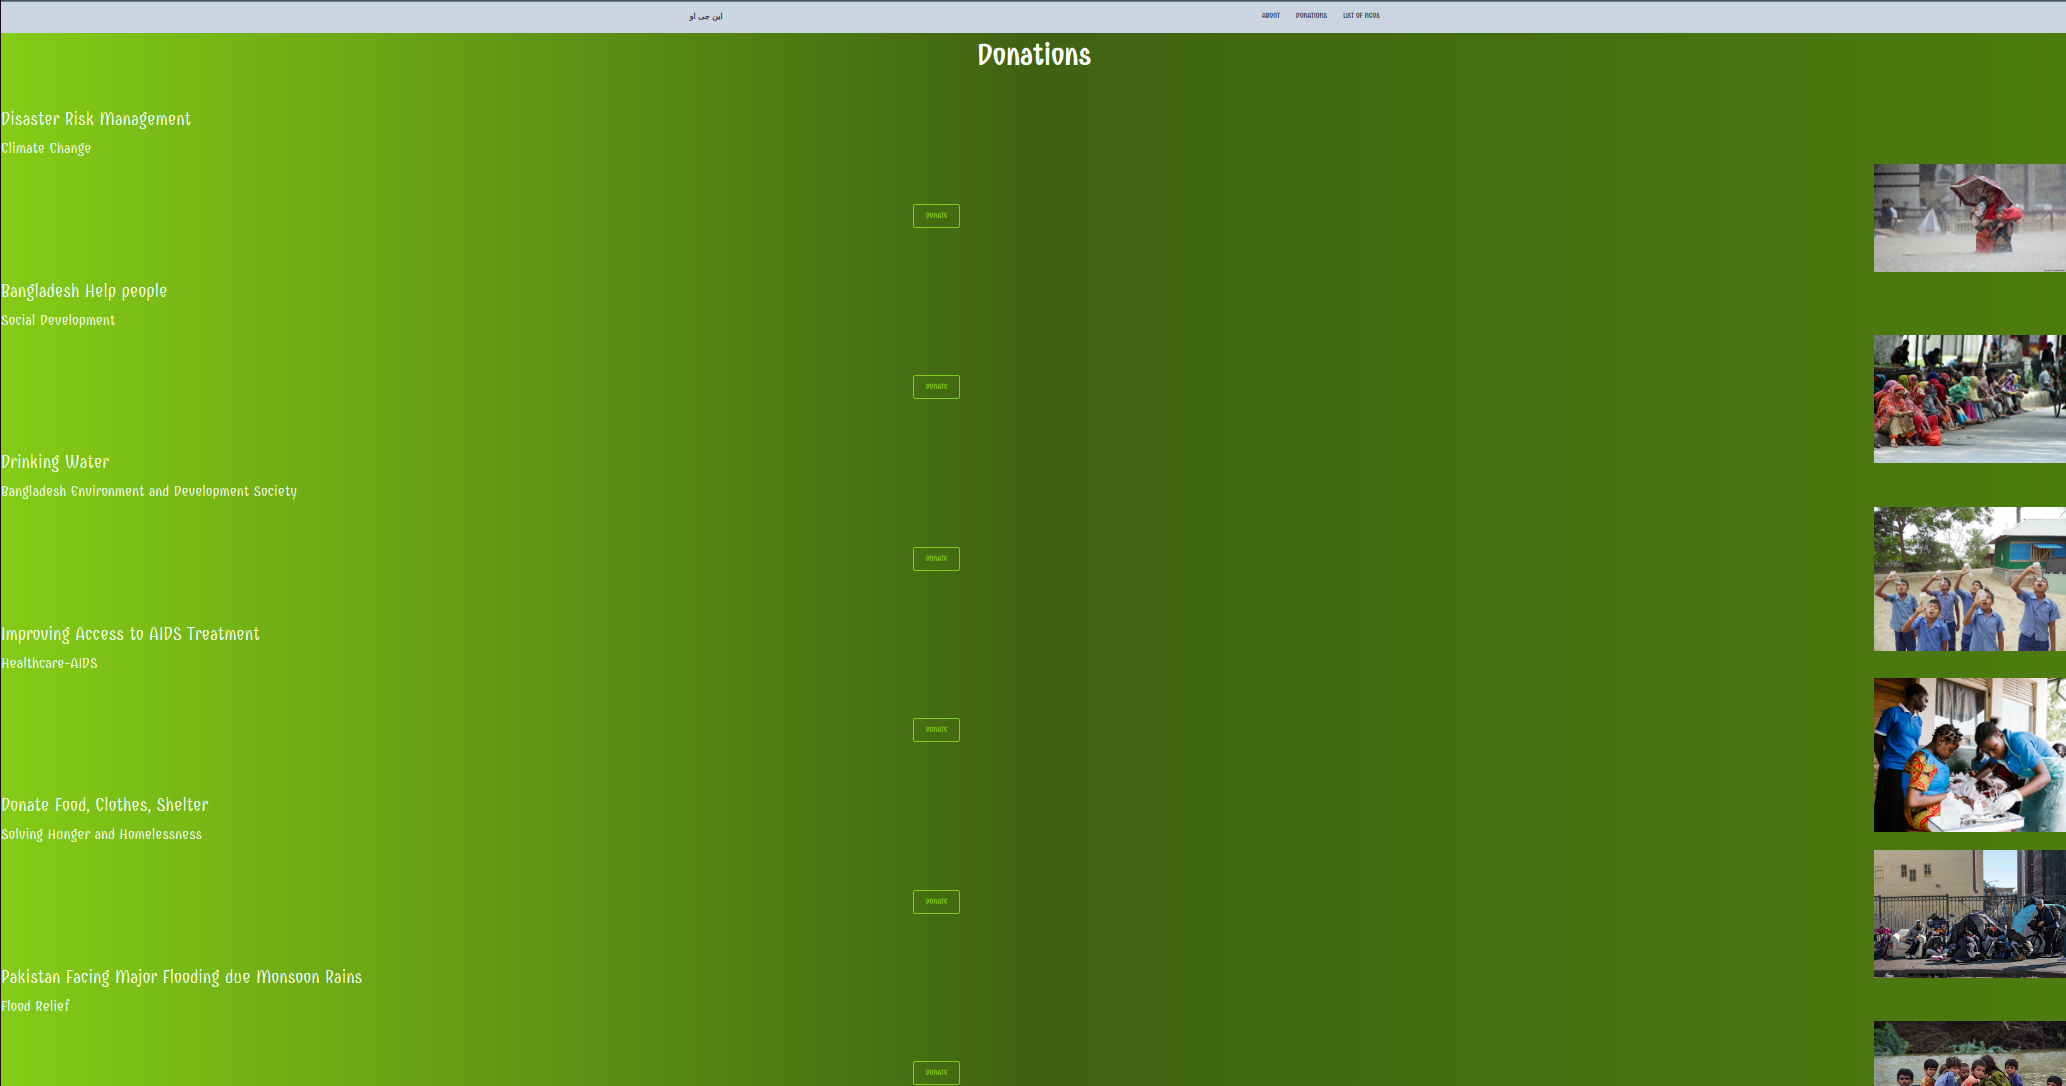 این جی او
ABOUT DONATIONS LIST OF NGOS
Donations
Disaster Risk Management
Climate Change
DONATE
Bangladesh Help people
Social Development
DONATE
Drinking Water
Bangladesh Environment and Development Society
DONATE
Improving Access to AIDS Treatment
Healthcare-AIDS
DONATE
Donate Food, Clothes, Shelter
Solving Hunger and Homelessness
DONATE
Pakistan Facing Major Flooding due Monsoon Rains
Flood Relief
DONATE